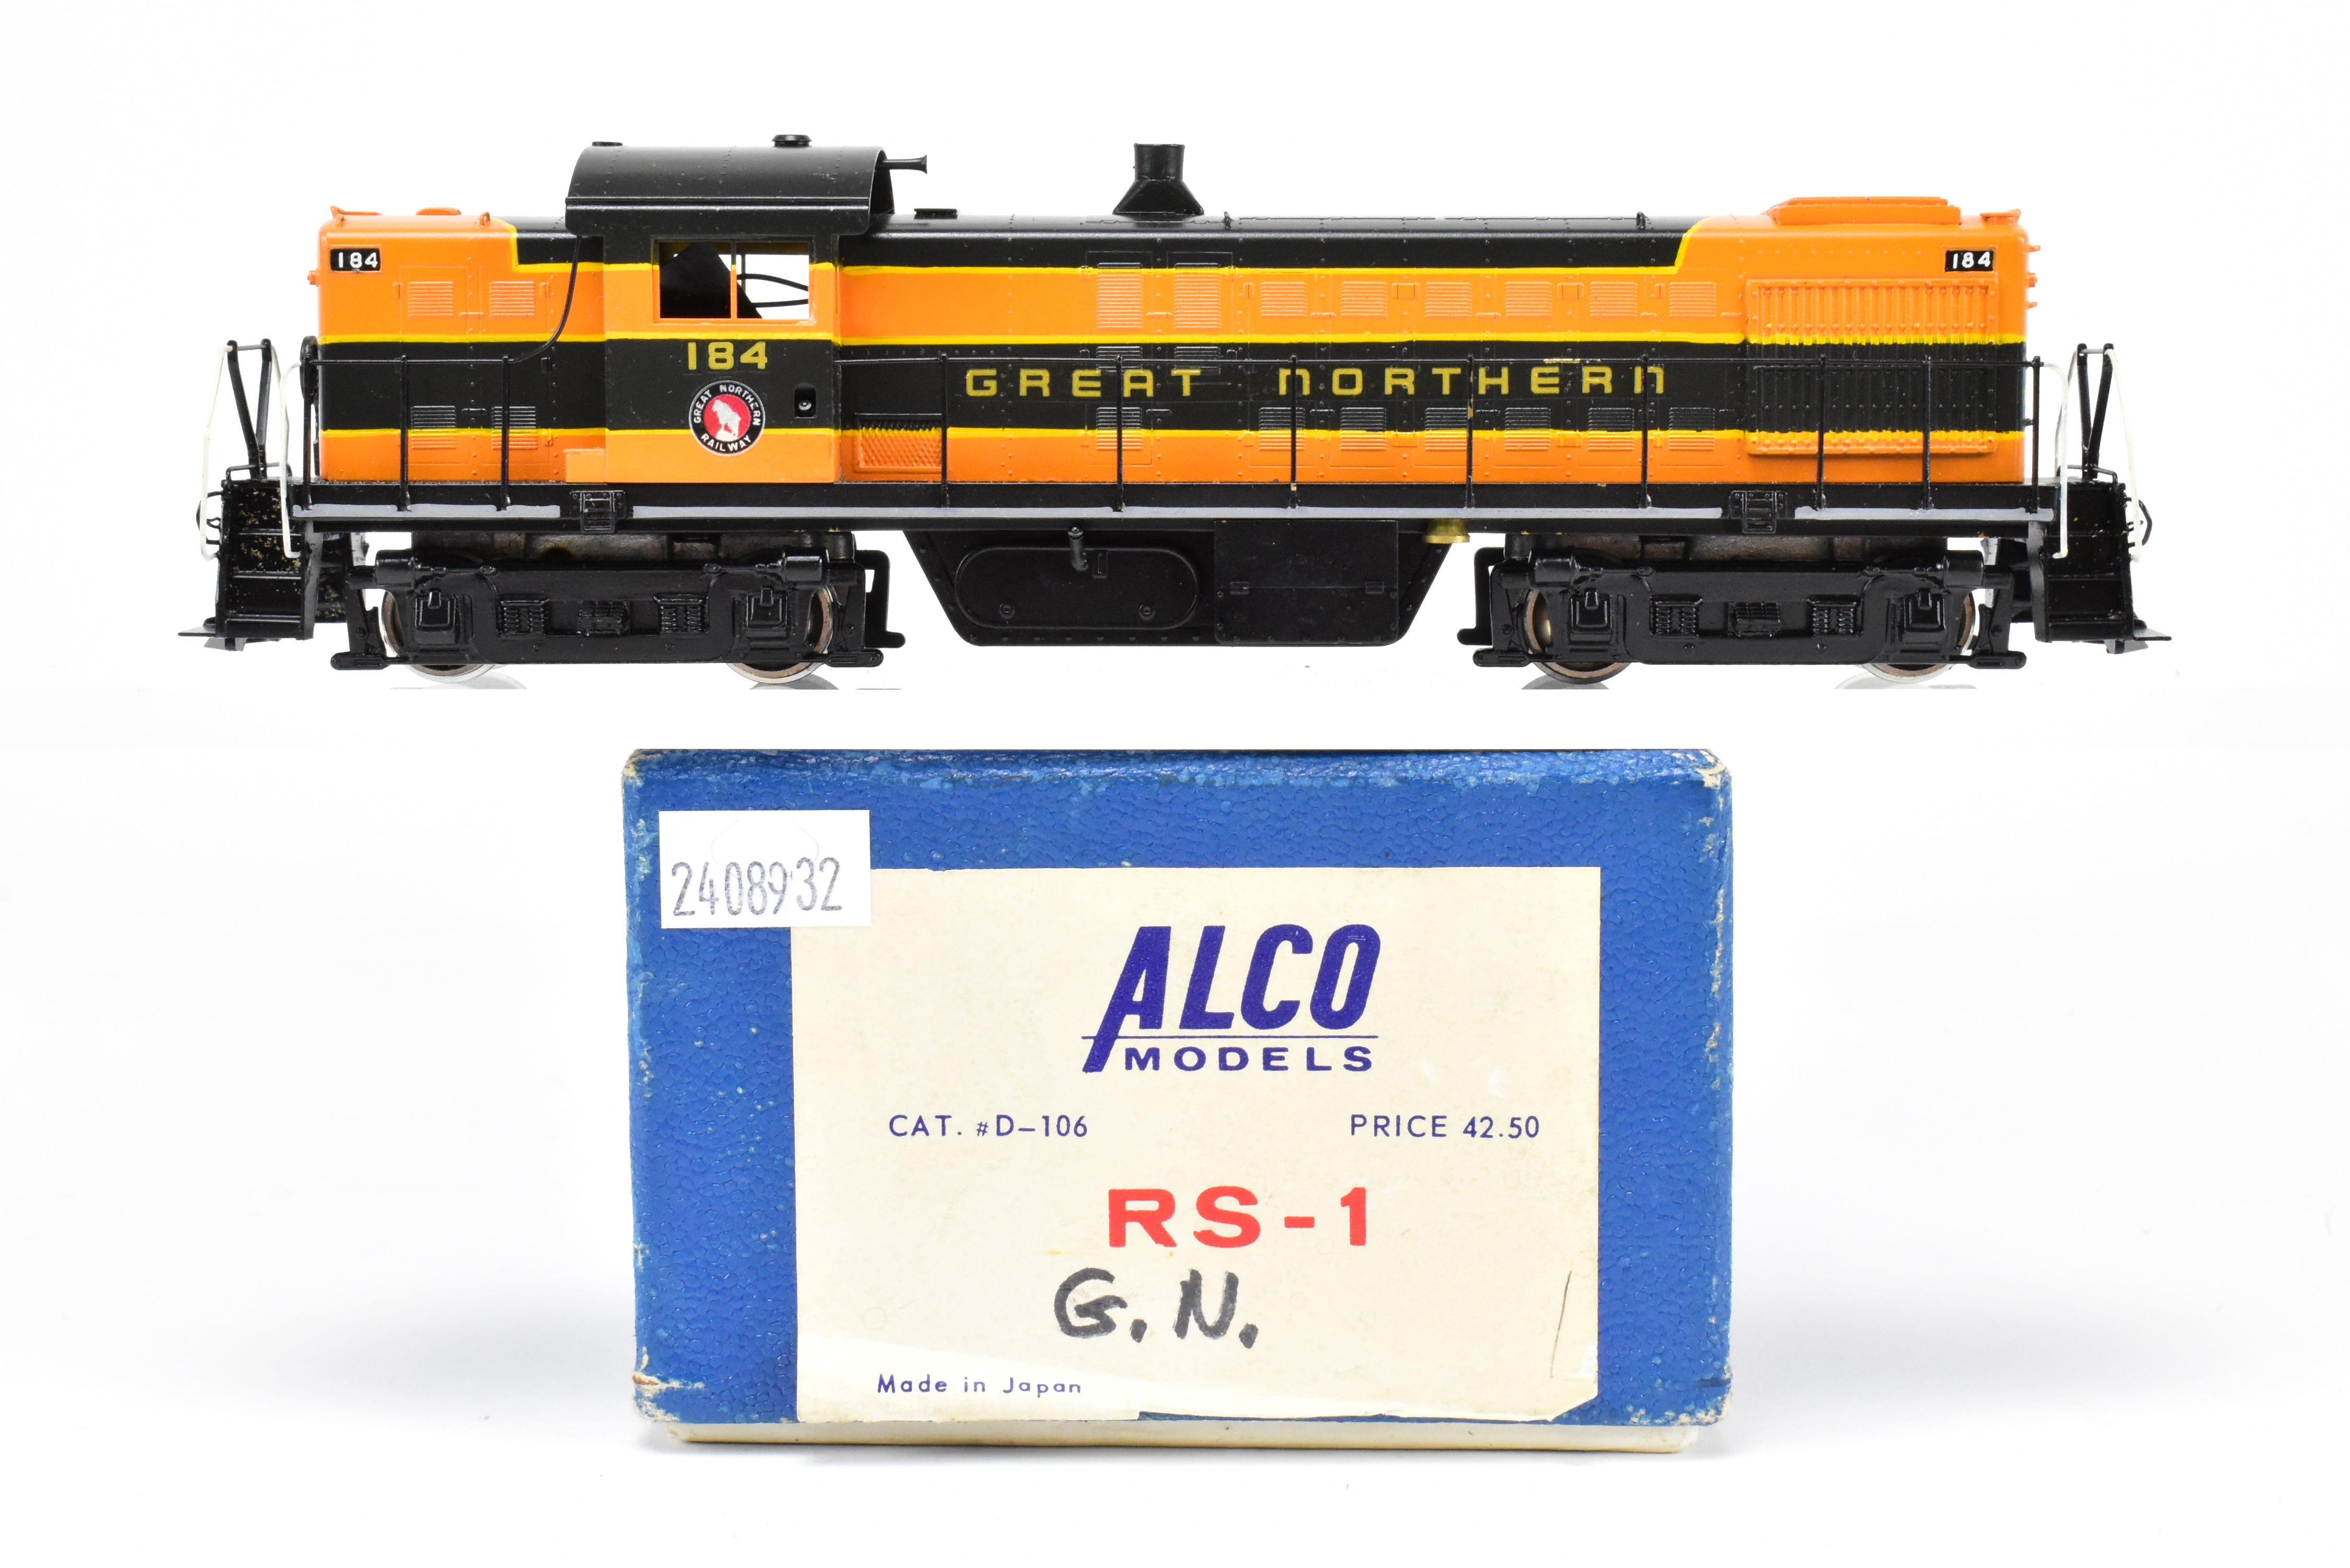 184
184
184
GREAT NORTHERN
GREAT NORTHERN
RAILWAY
2408932
ALCO
MODELS
CAT. #D-106 PRICE 42.50
RS-1
G.N.
Made in Japan